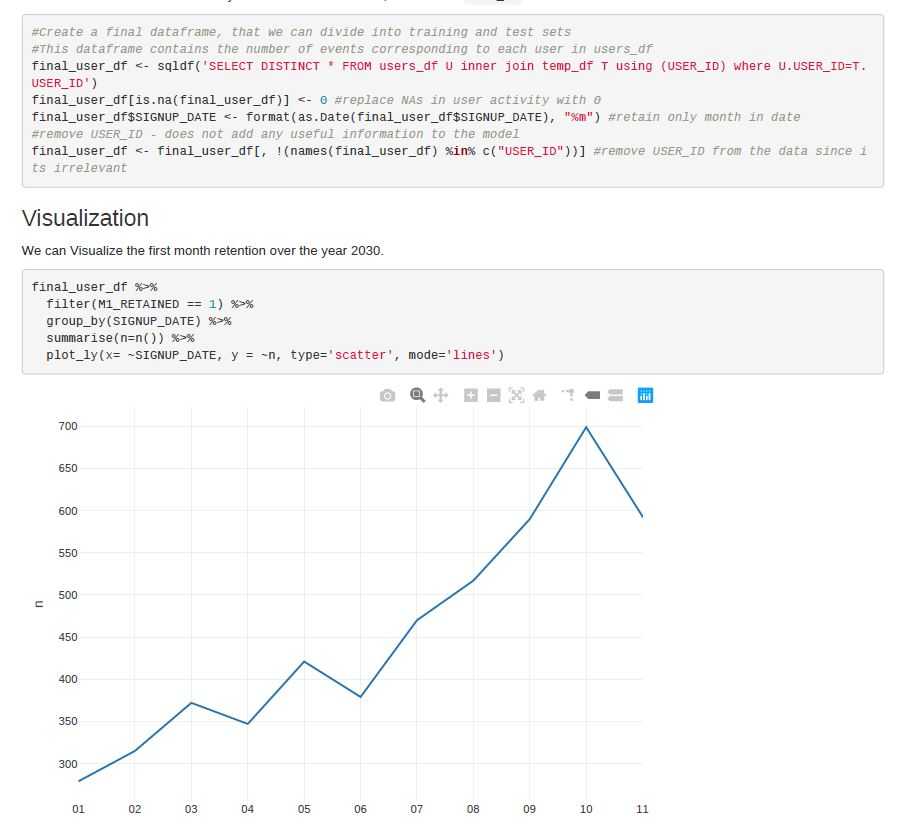 #Create a final dataframe, that we can divide into training and test sets
#This dataframe contains the number of events corresponding to each user in users_df
final_user_df <- sqldf('SELECT DISTINCT * FROM users_df U inner join temp_df T using (USER_ID) where U.USER_ID=T.
USER_ID')
final_user_df[is.na(final_user_df)] <- 0 #replace NAs in user activity with 0
final_user_df$SIGNUP_DATE <- format(as.Date(final_user_df$SIGNUP_DATE), "%m") #retain only month in date
#remove USER_ID - does not add any useful information to the model
final_user_df <- final_user_df[, !(names(final_user_df) %in% c("USER_ID"))] #remove USER_ID from the data since i
ts irrelevant
Visualization
We can Visualize the first month retention over the year 2030.
final_user_df %>%
  filter(M1_RETAINED == 1) %>%
  group_by(SIGNUP_DATE) %>%
  summarise(n=n()) %>%
  plot_ly(x= ~SIGNUP_DATE, y = ~n, type='scatter', mode='lines')
700
650
600
550
500
450
400
350
300
n
01 02 03 04 05 06 07 08 09 10 11